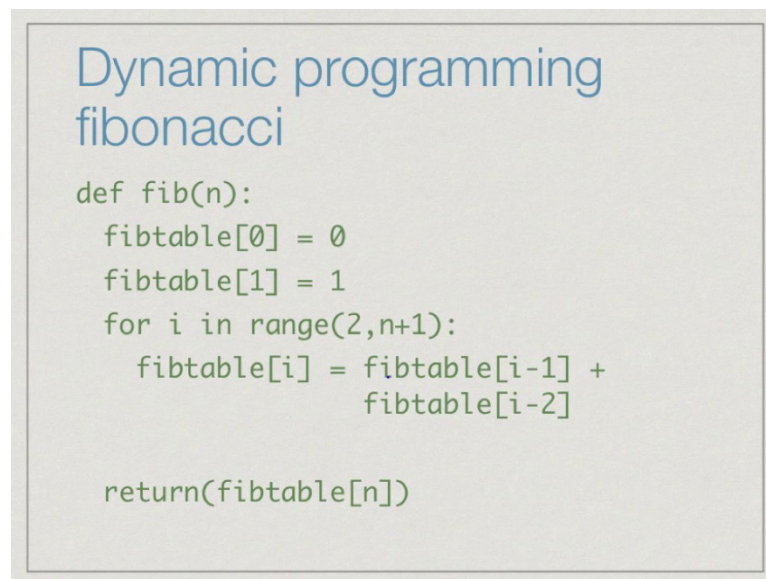 Dynamic programming
fibonacci
def fib(n):
  fibtable[0] = 0
  fibtable[1] = 1
  for i in range(2,n+1):
    fibtable[i] = fibtable[i-1] +
                  fibtable[i-2]
  return(fibtable[n])